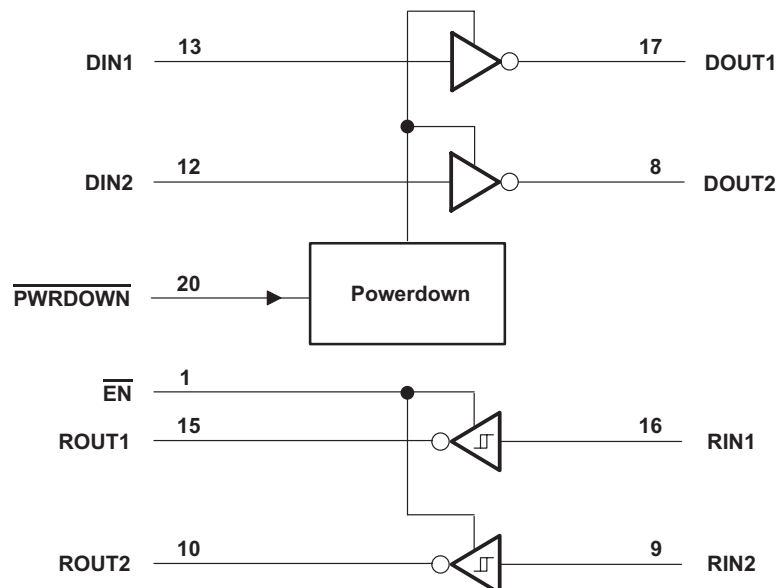 DIN1 13 17 DOUT1
DIN2 12 8 DOUT2
PWRDOWN 20 Powerdown
EN 1
ROUT1 15 16 RIN1
ROUT2 10 9 RIN2